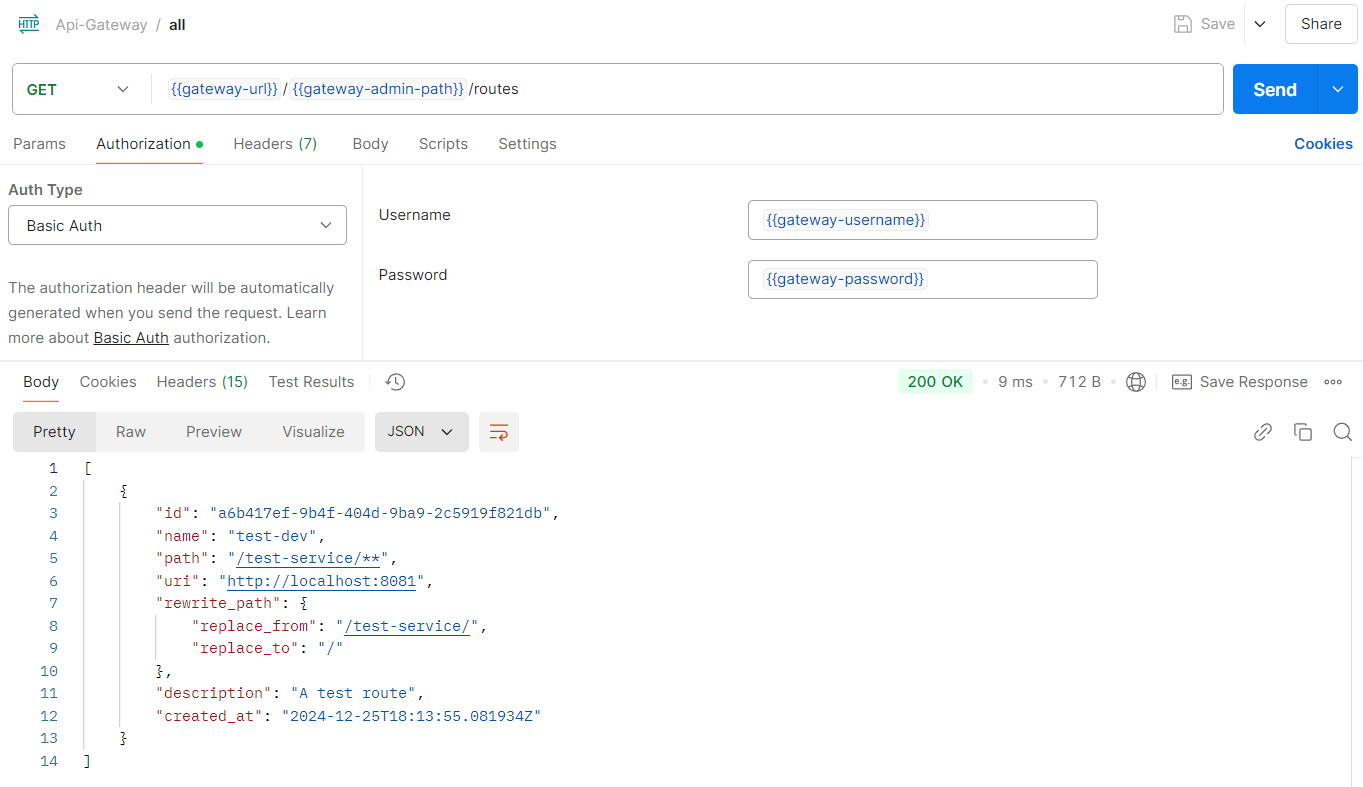 HTTP Api-Gateway / all Save Share
GET {{gateway-url}} / {{gateway-admin-path}} /routes Send
Params Authorization Headers (7) Body Scripts Settings Cookies
Auth Type
Basic Auth
The authorization header will be automatically
generated when you send the request. Learn
more about Basic Auth authorization.
Username {{gateway-username}}
Password {{gateway-password}}
Body Cookies Headers (15) Test Results 200 OK 9 ms 712 B e.g. Save Response
Pretty Raw Preview Visualize JSON
1 [
2 {
3 "id": "a6b417ef-9b4f-404d-9ba9-2c5919f821db",
4 "name": "test-dev",
5 "path": "/test-service/**",
6 "uri": "http://localhost:8081",
7 "rewrite_path": {
8 "replace_from": "/test-service/",
9 "replace_to": "/"
10 },
11 "description": "A test route",
12 "created_at": "2024-12-25T18:13:55.081934Z"
13 }
14 ]